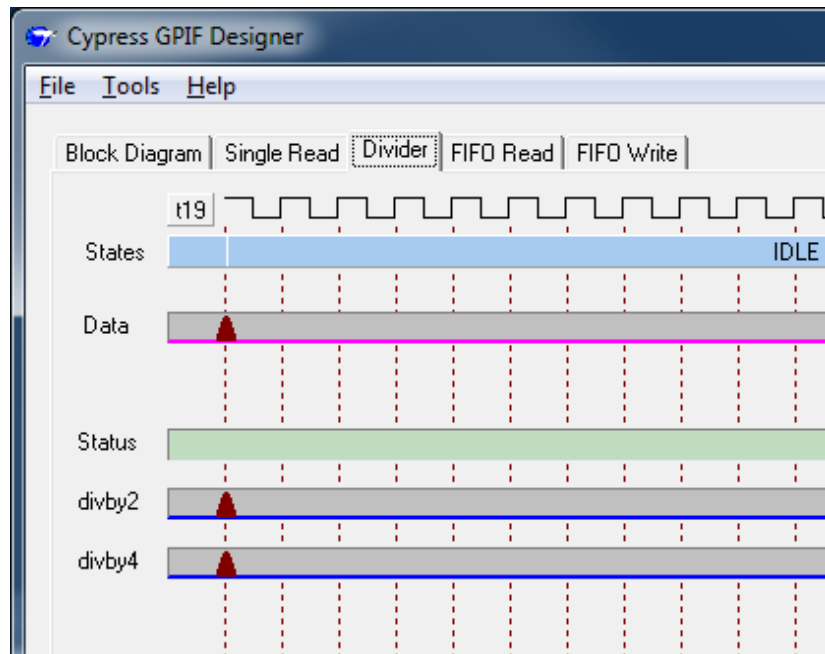 Cypress GPIF Designer
File Tools Help
Block Diagram Single Read Divider FIFO Read FIFO Write
t19
States IDLE
Data
Status
divby2
divby4